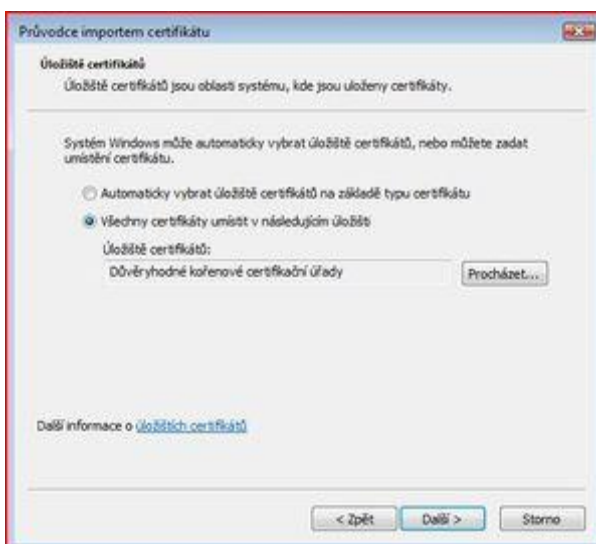 Průvodce importem certifikátu
Úložiště certifikátů
Úložiště certifikátů jsou oblasti systému, kde jsou uloženy certifikáty.
Systém Windows může automaticky vybrat úložiště certifikátů, nebo můžete zadat
umístění certifikátu.
Automaticky vybrat úložiště certifikátů na základě typu certifikátu
Všechny certifikáty umístit v následujícím úložišti
Úložiště certifikátů:
Důvěryhodné kořenové certifikační úřady
Procházet...
Další informace o úložištích certifikátů
< Zpět
Další >
Storno